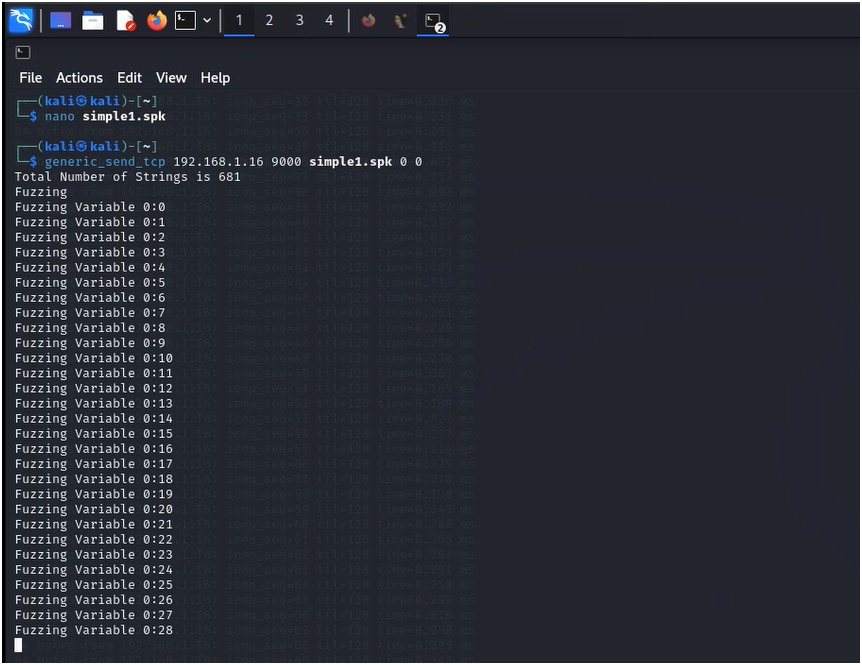 1 2 3 4 2
File Actions Edit View Help
┌──(kali㉿kali)-[~]
└─$ nano simple1.spk
┌──(kali㉿kali)-[~]
└─$ generic_send_tcp 192.168.1.16 9000 simple1.spk 0 0
Total Number of Strings is 681
Fuzzing
Fuzzing Variable 0:0
Fuzzing Variable 0:1
Fuzzing Variable 0:2
Fuzzing Variable 0:3
Fuzzing Variable 0:4
Fuzzing Variable 0:5
Fuzzing Variable 0:6
Fuzzing Variable 0:7
Fuzzing Variable 0:8
Fuzzing Variable 0:9
Fuzzing Variable 0:10
Fuzzing Variable 0:11
Fuzzing Variable 0:12
Fuzzing Variable 0:13
Fuzzing Variable 0:14
Fuzzing Variable 0:15
Fuzzing Variable 0:16
Fuzzing Variable 0:17
Fuzzing Variable 0:18
Fuzzing Variable 0:19
Fuzzing Variable 0:20
Fuzzing Variable 0:21
Fuzzing Variable 0:22
Fuzzing Variable 0:23
Fuzzing Variable 0:24
Fuzzing Variable 0:25
Fuzzing Variable 0:26
Fuzzing Variable 0:27
Fuzzing Variable 0:28